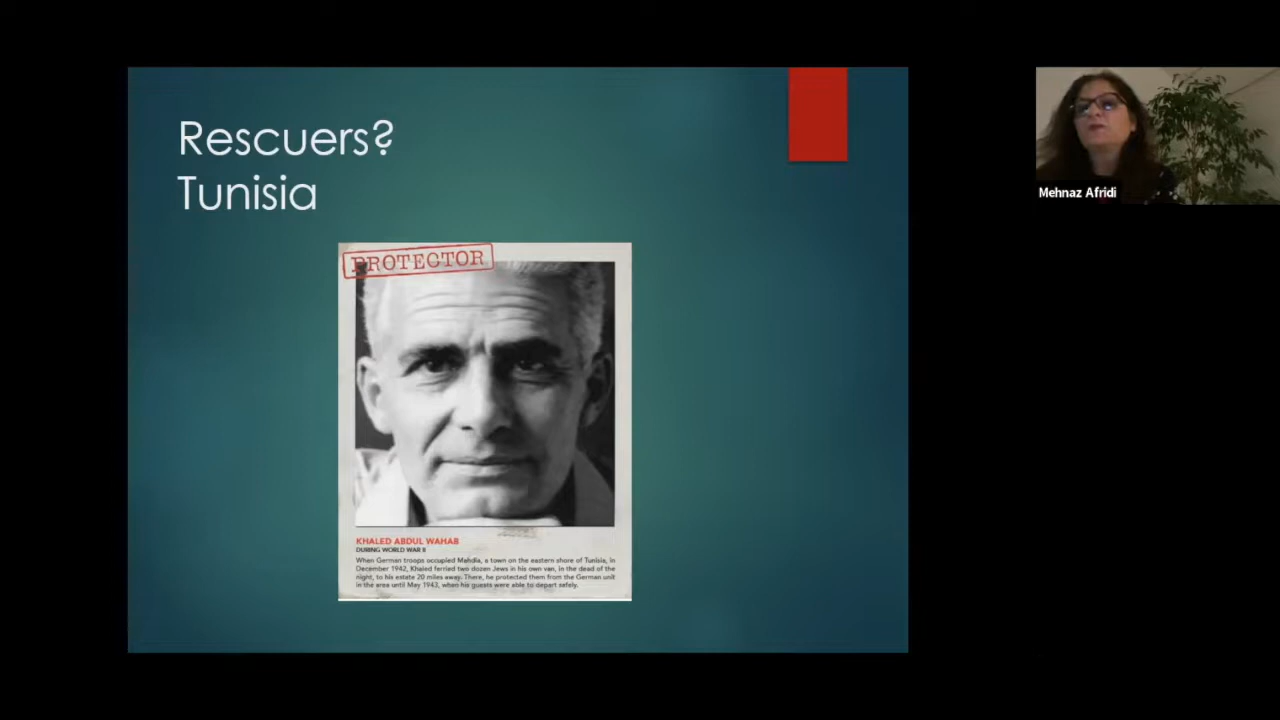 Rescuers?
Tunisia
PROTECTOR
KHALED ABDUL WAHAB
DURING WORLD WAR II
When German troops occupied Mahdia, a town on the eastern shore of Tunisia, in
December 1942, Khaled ferried two dozen Jews in his own van, in the dead of the
night, to his estate 20 miles away. There, he protected them from the German unit
in the area until May 1943, when his guests were able to depart safely.
Mehnaz Afridi